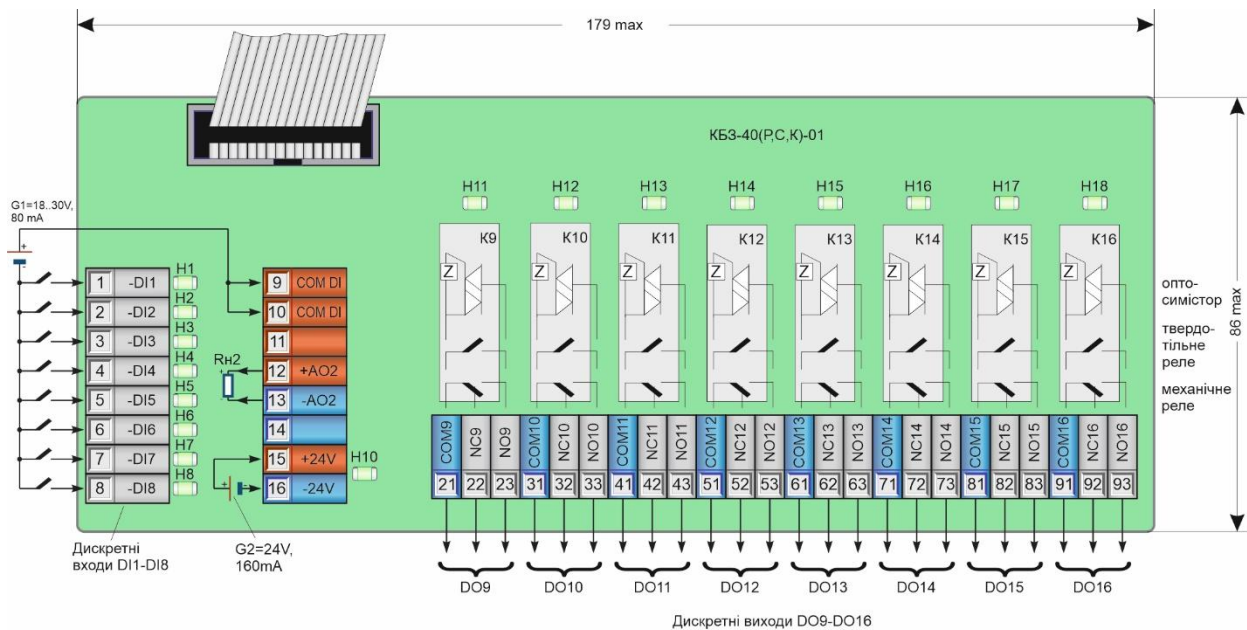 179 max
КБЗ-40(Р,С,К)-01
86 max
G1=18..30V,
80 mA
+
-
1 -DI1 H1
2 -DI2 H2
3 -DI3 H3
4 -DI4 H4
5 -DI5 H5
6 -DI6 H6
7 -DI7 H7
8 -DI8 H8
Дискретні
входи DI1-DI8
9 COM DI
10 COM DI
11
12 +AO2
13 -AO2
14
15 +24V
16 -24V
Rн2
+
H10
+ -
G2=24V,
160mA
H11 H12 H13 H14 H15 H16 H17 H18
K9 K10 K11 K12 K13 K14 K15 K16
Z Z Z Z Z Z Z Z
опто-
симістор
твердо-
тільне
реле
механічне
реле
COM9 NC9 NO9 COM10 NC10 NO10 COM11 NC11 NO11 COM12 NC12 NO12 COM13 NC13 NO13 COM14 NC14 NO14 COM15 NC15 NO15 COM16 NC16 NO16
21 22 23 31 32 33 41 42 43 51 52 53 61 62 63 71 72 73 81 82 83 91 92 93
DO9 DO10 DO11 DO12 DO13 DO14 DO15 DO16
Дискретні виходи DO9-DO16